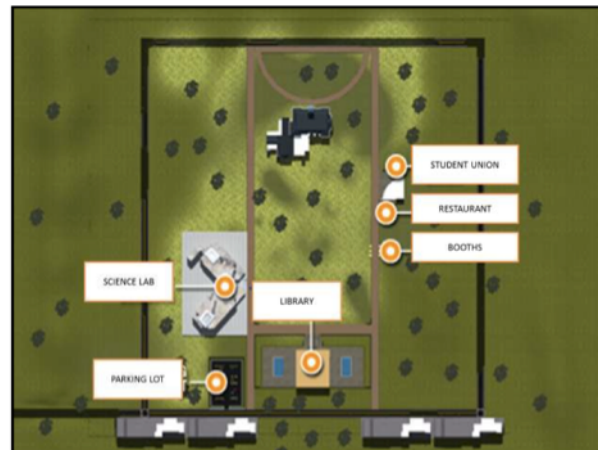 STUDENT UNION
RESTAURANT
BOOTHS
SCIENCE LAB
LIBRARY
PARKING LOT